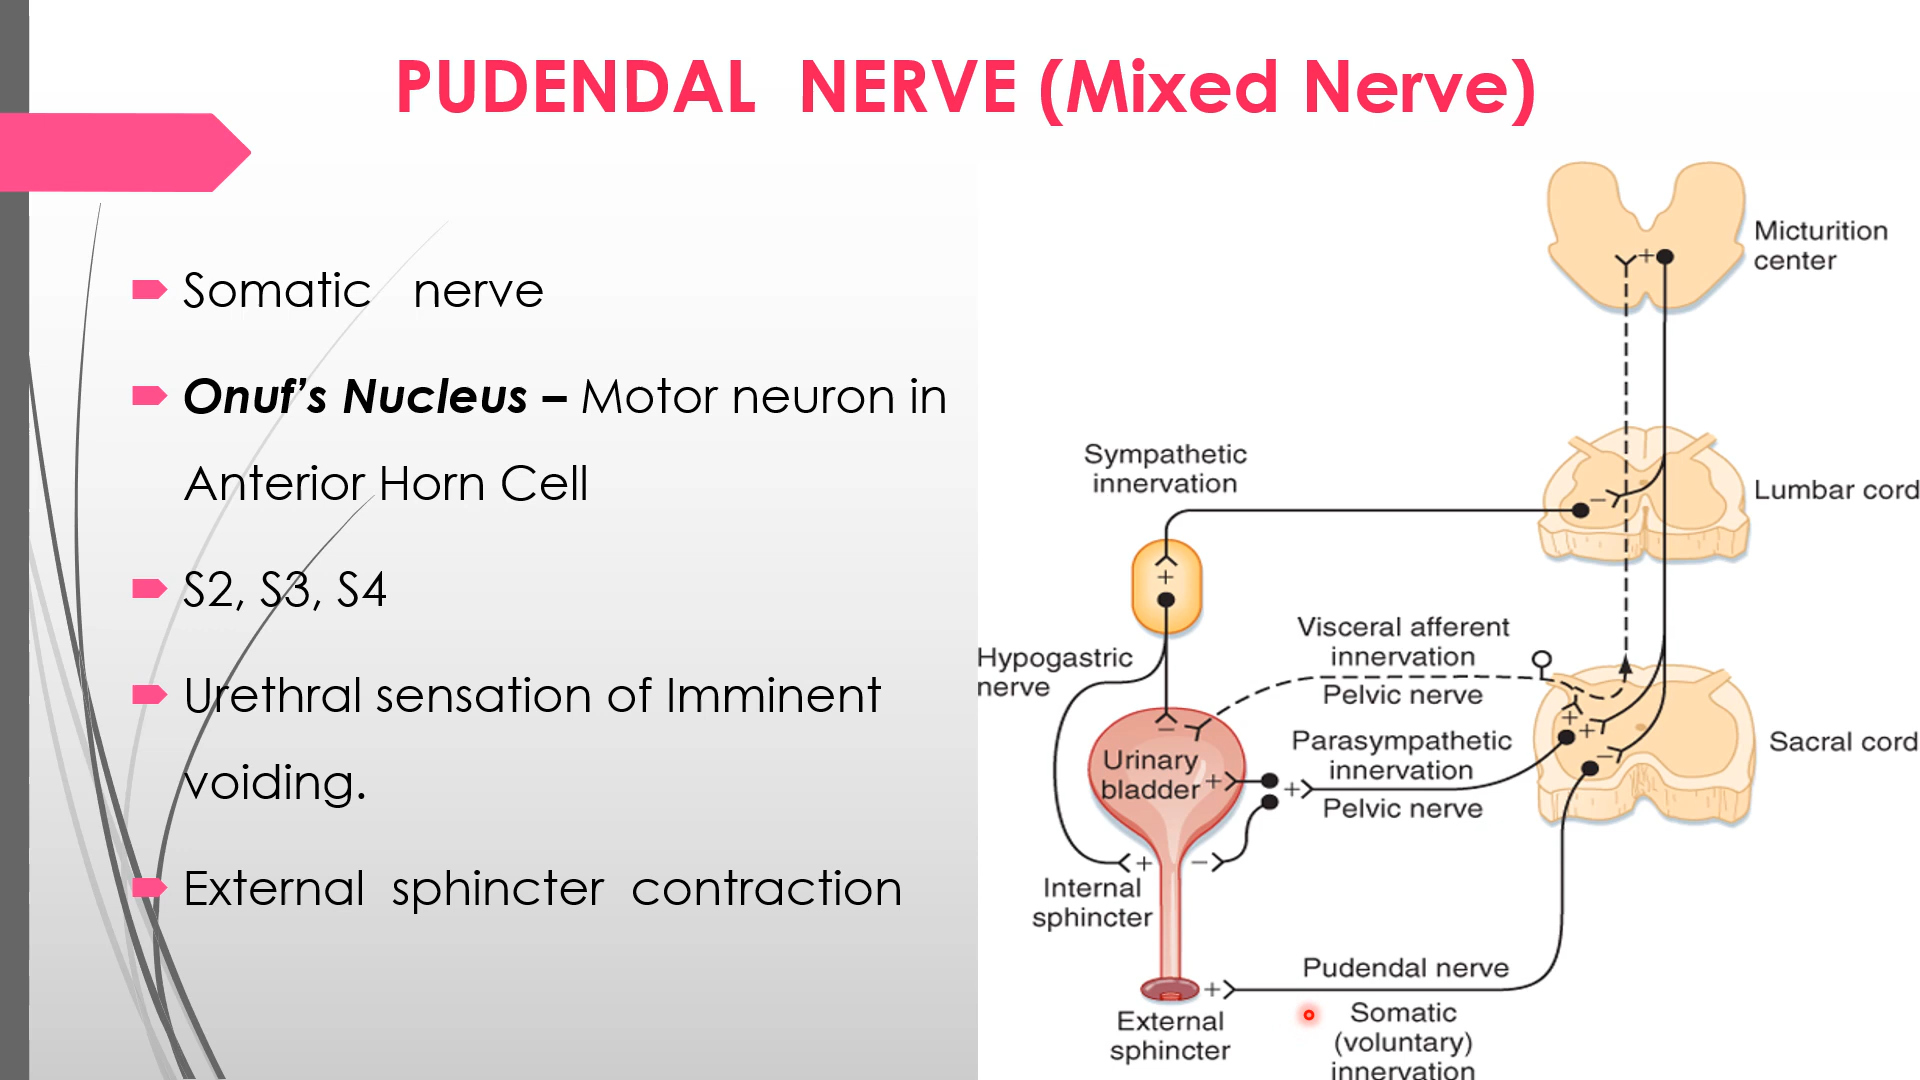 PUDENDAL NERVE (Mixed Nerve)
Somatic nerve
Onuf’s Nucleus – Motor neuron in
Anterior Horn Cell
S2, S3, S4
Urethral sensation of Imminent
voiding.
External sphincter contraction
Micturition
center
+
Sympathetic
innervation
Lumbar cord
−
+
Hypogastric
nerve
Visceral afferent
innervation
Pelvic nerve
−
Urinary
bladder
+
Parasympathetic
innervation
+
Pelvic nerve
+
+
−
Sacral cord
+
−
Internal
sphincter
Pudendal nerve
+
External
sphincter
Somatic
(voluntary)
innervation